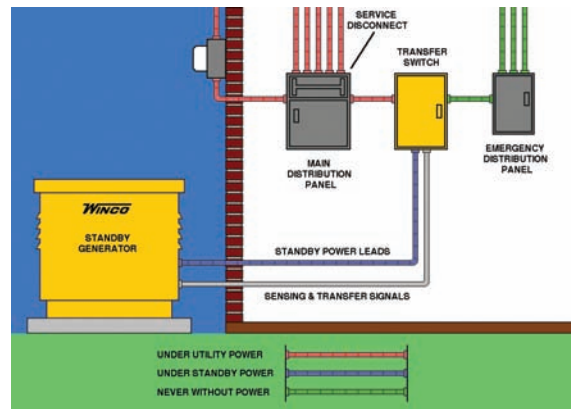 SERVICE
DISCONNECT
TRANSFER
SWITCH
MAIN
DISTRIBUTION
PANEL
EMERGENCY
DISTRIBUTION
PANEL
WINCO
STANDBY
GENERATOR
STANDBY POWER LEADS
SENSING & TRANSFER SIGNALS
UNDER UTILITY POWER
UNDER STANDBY POWER
NEVER WITHOUT POWER